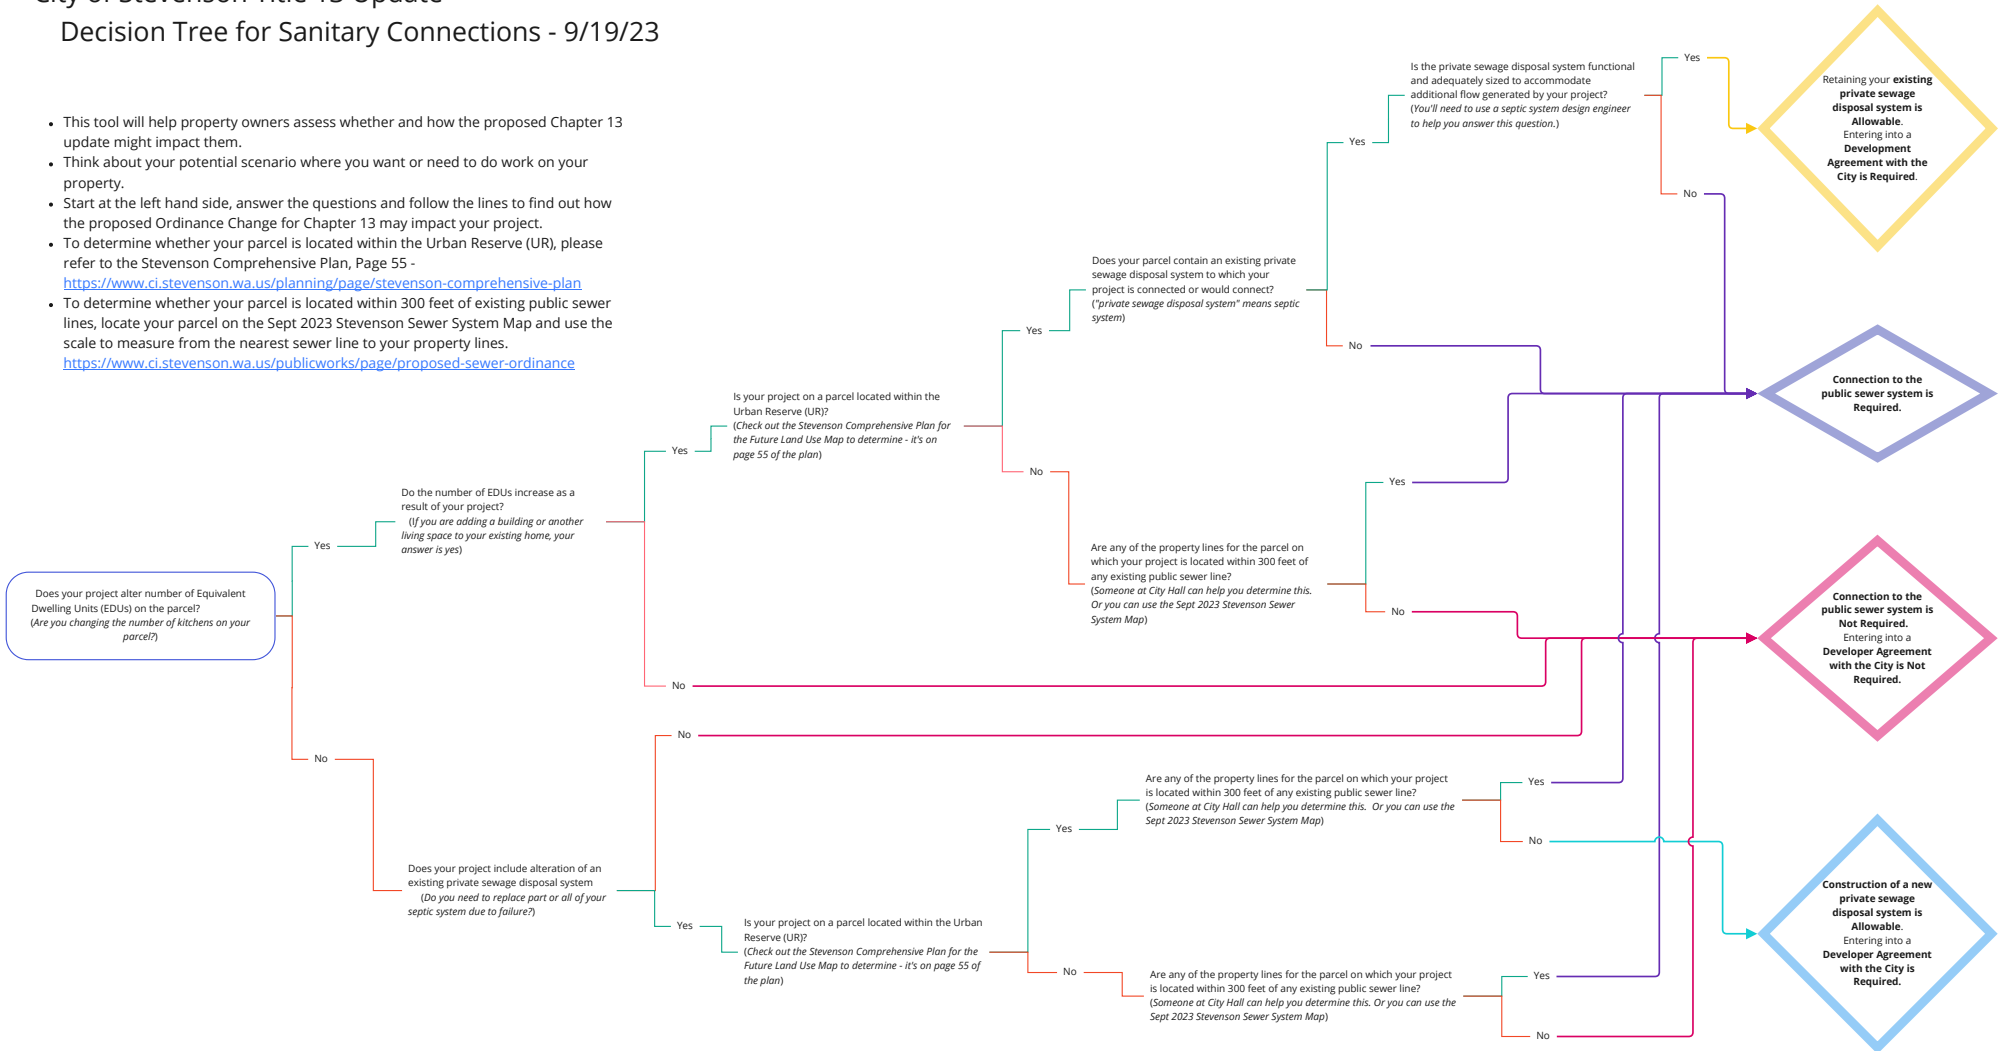 City of Stevenson Title 13 Update
Decision Tree for Sanitary Connections - 9/19/23
• This tool will help property owners assess whether and how the proposed Chapter 13
update might impact them.
• Think about your potential scenario where you want or need to do work on your
property.
• Start at the left hand side, answer the questions and follow the lines to find out how
the proposed Ordinance Change for Chapter 13 may impact your project.
• To determine whether your parcel is located within the Urban Reserve (UR), please
refer to the Stevenson Comprehensive Plan, Page 55 -
https://www.ci.stevenson.wa.us/planning/page/stevenson-comprehensive-plan
• To determine whether your parcel is located within 300 feet of existing public sewer
lines, locate your parcel on the Sept 2023 Stevenson Sewer System Map and use the
scale to measure from the nearest sewer line to your property lines.
https://www.ci.stevenson.wa.us/publicworks/page/proposed-sewer-ordinance
Does your project alter number of Equivalent
Dwelling Units (EDUs) on the parcel?
(Are you changing the number of kitchens on your
parcel?)
Yes
No
Do the number of EDUs increase as a
result of your project?
(If you are adding a building or another
living space to your existing home, your
answer is yes)
Yes
No
Is your project on a parcel located within the
Urban Reserve (UR)?
(Check out the Stevenson Comprehensive Plan for
the Future Land Use Map to determine - it's on
page 55 of the plan)
Yes
No
Does your parcel contain an existing private
sewage disposal system to which your
project is connected or would connect?
("private sewage disposal system" means septic
system)
Yes
No
Is the private sewage disposal system functional
and adequately sized to accommodate
additional flow generated by your project?
(You'll need to use a septic system design engineer
to help you answer this question.)
Yes
No
Are any of the property lines for the parcel on
which your project is located within 300 feet of
any existing public sewer line?
(Someone at City Hall can help you determine this.
Or you can use the Sept 2023 Stevenson Sewer
System Map)
Yes
No
Does your project include alteration of an
existing private sewage disposal system
(Do you need to replace part or all of your
septic system due to failure?)
No
Yes
Is your project on a parcel located within the Urban
Reserve (UR)?
(Check out the Stevenson Comprehensive Plan for the
Future Land Use Map to determine - it's on page 55 of
the plan)
Yes
No
Are any of the property lines for the parcel on which your project
is located within 300 feet of any existing public sewer line?
(Someone at City Hall can help you determine this. Or you can use the
Sept 2023 Stevenson Sewer System Map)
Yes
No
Are any of the property lines for the parcel on which your project
is located within 300 feet of any existing public sewer line?
(Someone at City Hall can help you determine this. Or you can use the
Sept 2023 Stevenson Sewer System Map)
Yes
No
Retaining your existing
private sewage
disposal system is
Allowable.
Entering into a
Development
Agreement with the
City is Required.
Connection to the
public sewer system is
Required.
Connection to the
public sewer system is
Not Required.
Entering into a
Developer Agreement
with the City is Not
Required.
Construction of a new
private sewage
disposal system is
Allowable.
Entering into a
Developer Agreement
with the City is
Required.